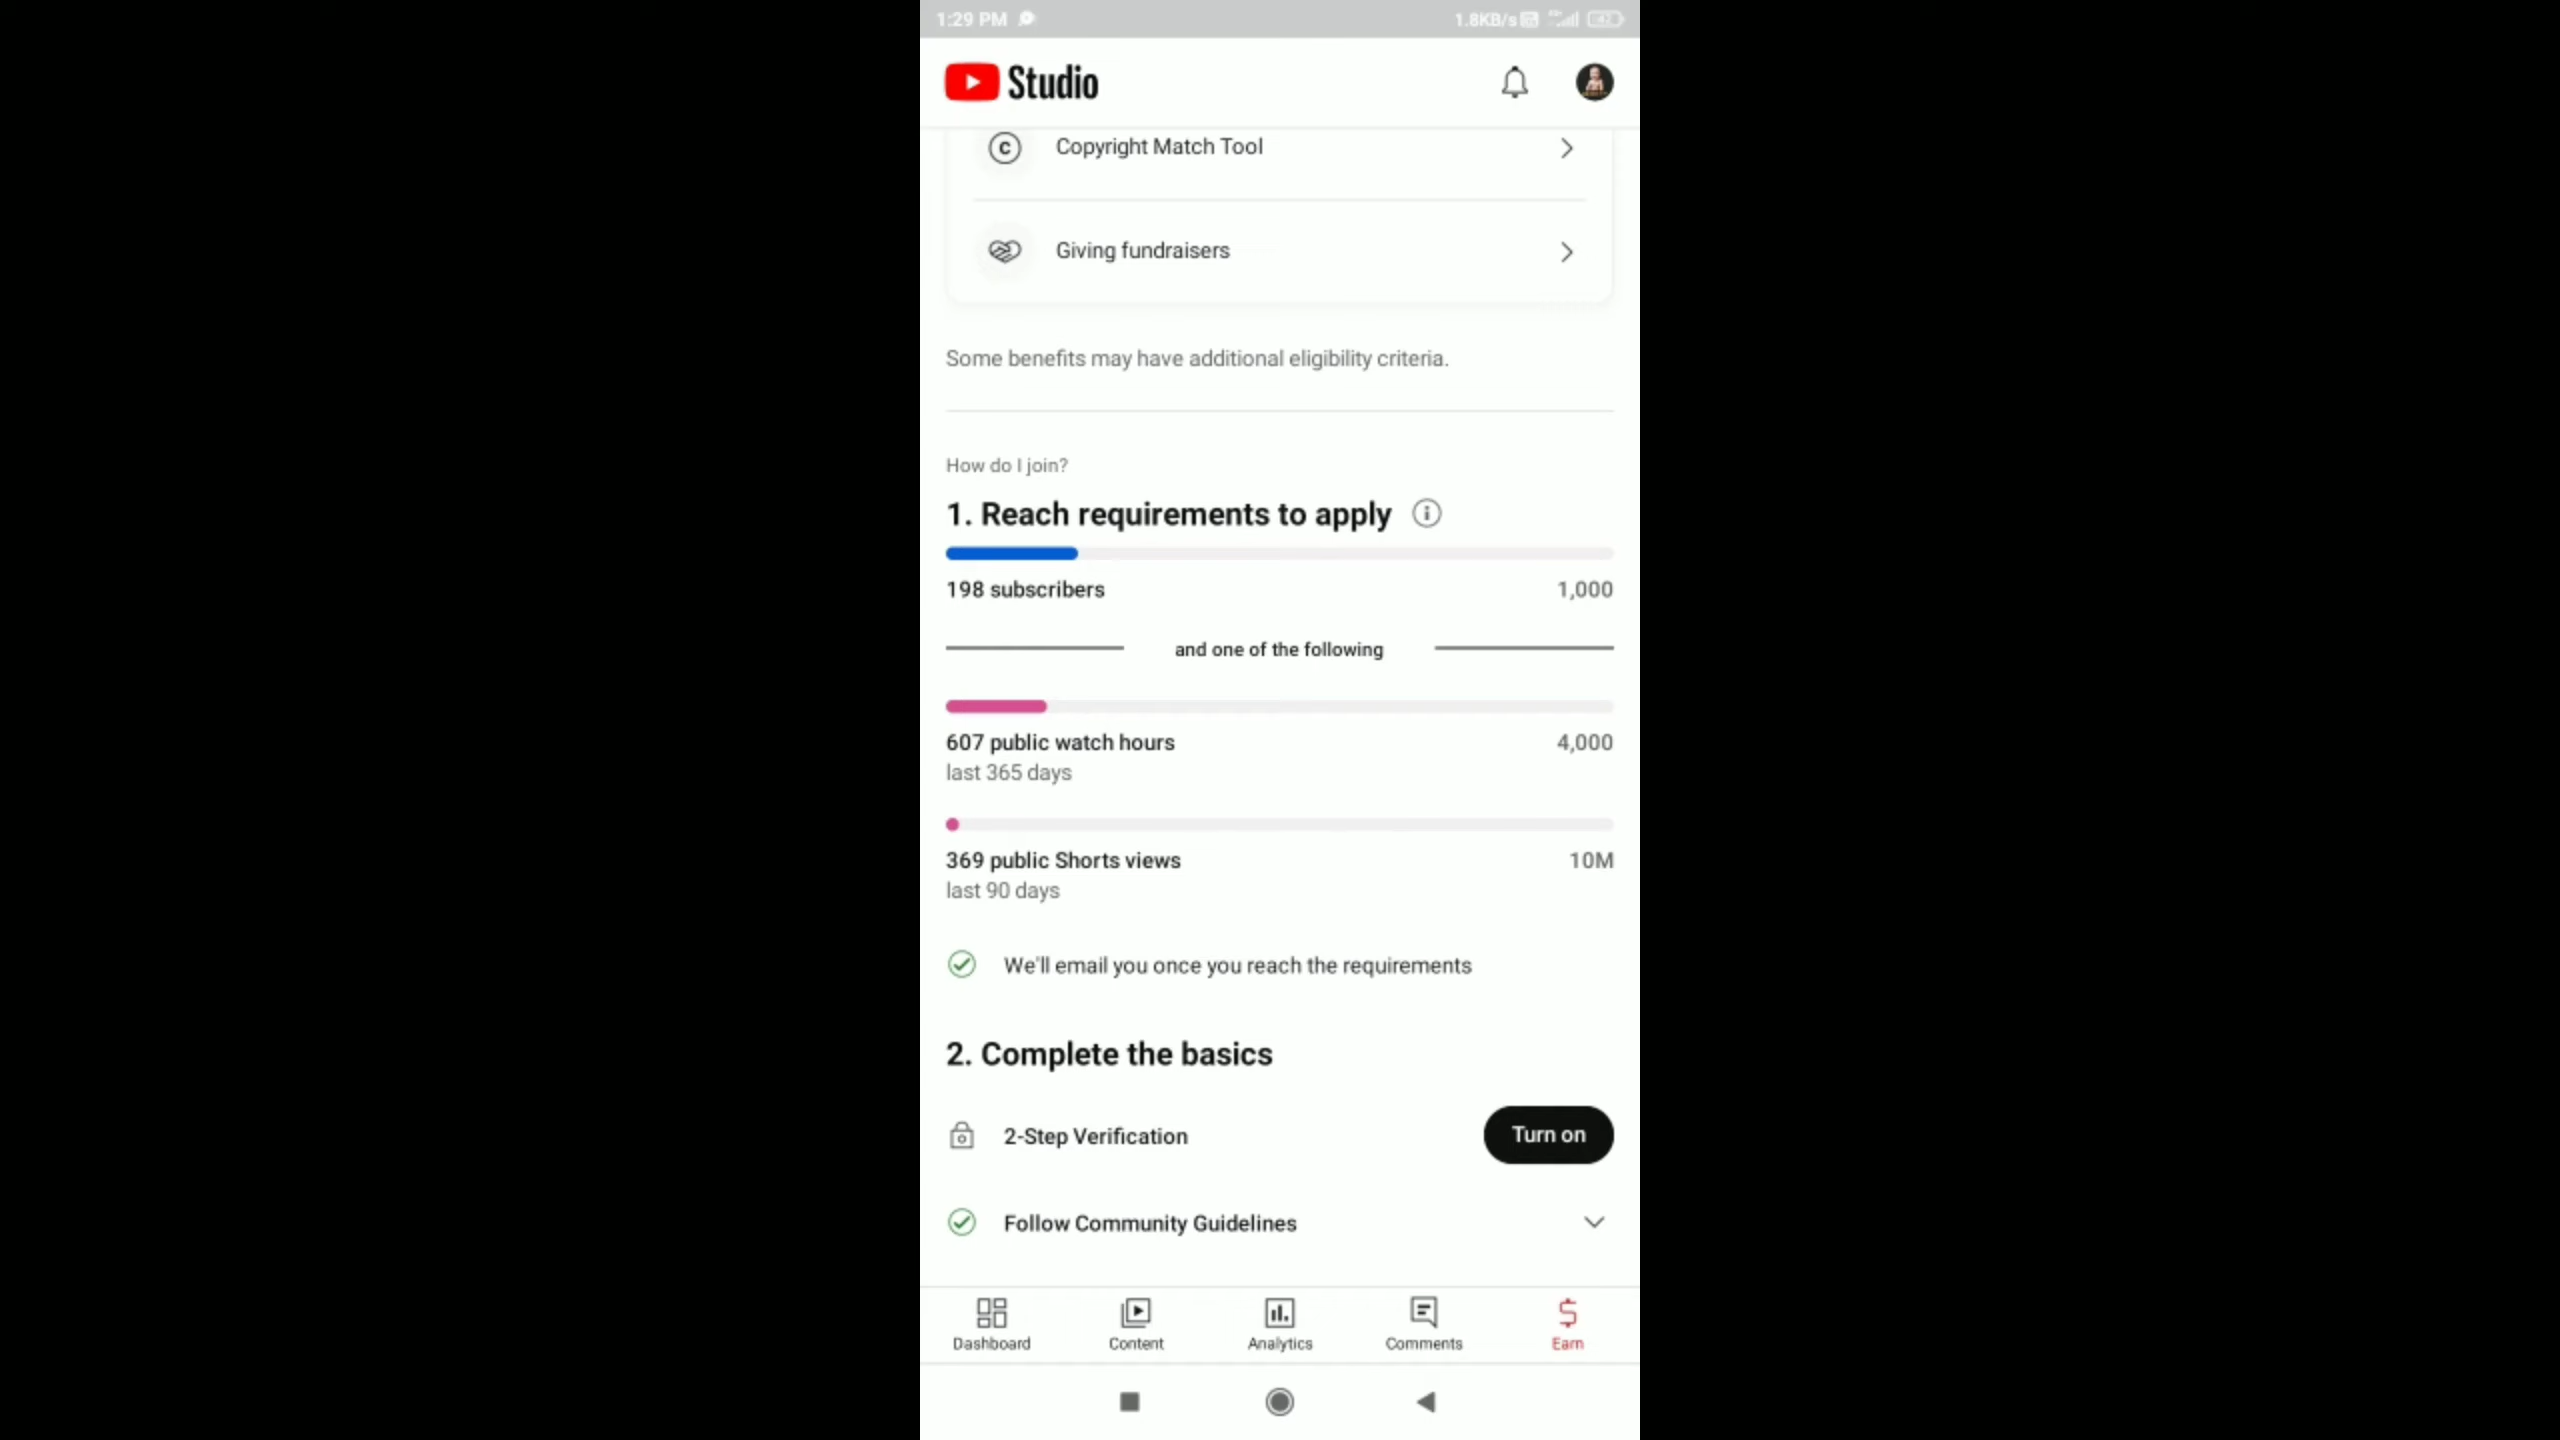 1:29 PM
1.8KB/s
42
Studio
Copyright Match Tool
Giving fundraisers
Some benefits may have additional eligibility criteria.
How do I join?
1. Reach requirements to apply
198 subscribers 1,000
and one of the following
607 public watch hours 4,000
last 365 days
369 public Shorts views 10M
last 90 days
We'll email you once you reach the requirements
2. Complete the basics
2-Step Verification Turn on
Follow Community Guidelines
Dashboard Content Analytics Comments Earn